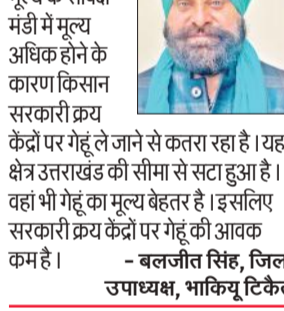 मंडी में मूल्य
अधिक होने के
कारण किसान
सरकारी क्रय
केंद्रों पर गेहूं ले जाने से कतरा रहा है। यह
क्षेत्र उत्तराखंड की सीमा से सटा हुआ है।
वहां भी गेहूं का मूल्य बेहतर है। इसलिए
सरकारी क्रय केंद्रों पर गेहूं की आवक
कम है।
- बलजीत सिंह, जिल
उपाध्यक्ष, भाकियू टिकैत